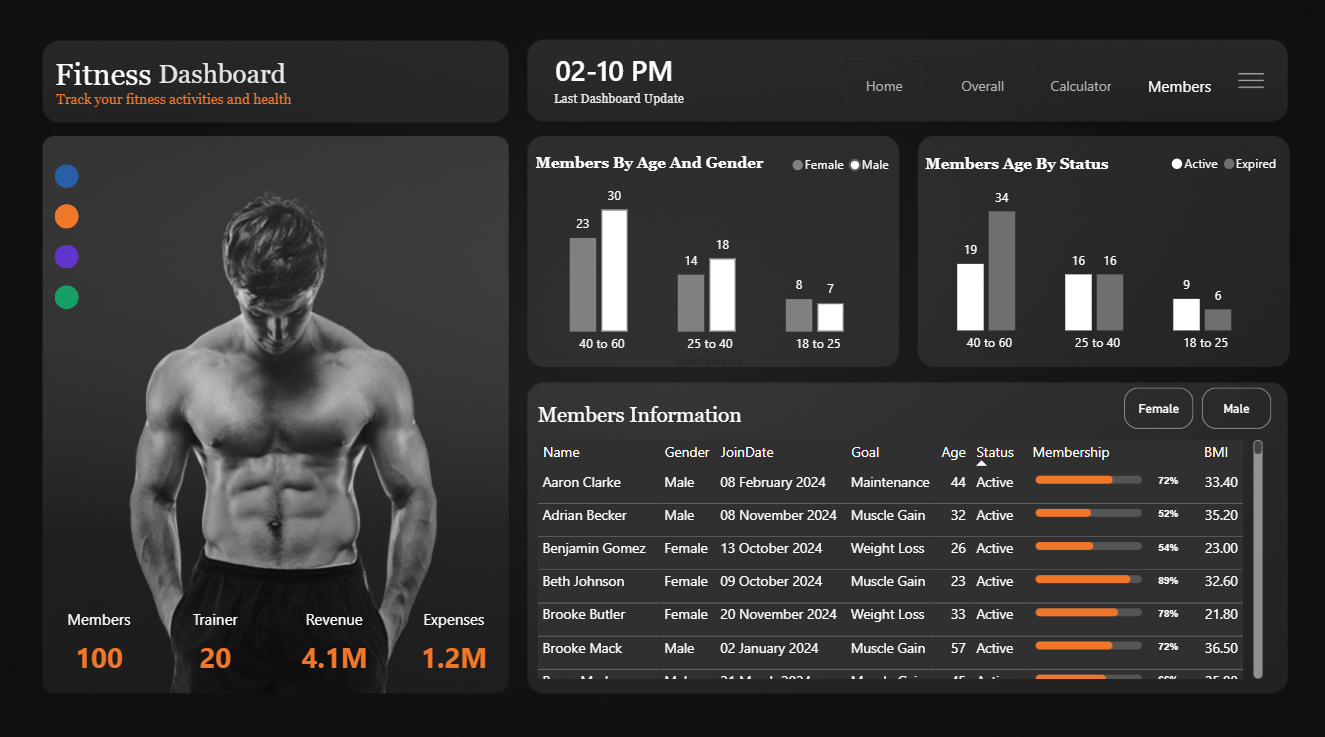 Fitness Dashboard
Track your fitness activities and health
02-10 PM
Last Dashboard Update
Home Overall Calculator Members
Members By Age And Gender
Female Male
30
23
18
14
8 7
40 to 60 25 to 40 18 to 25
Age Category
Members Age By Status
Active Expired
34
19
16 16
9
6
40 to 60 25 to 40 18 to 25
Members
100
Trainer
20
Revenue
4.1M
Expenses
1.2M
Members Information
Female Male
Name Gender JoinDate Goal Age Status Membership BMI
Aaron Clarke Male 08 February 2024 Maintenance 44 Active 72% 33.40
Adrian Becker Male 08 November 2024 Muscle Gain 32 Active 52% 35.20
Benjamin Gomez Female 13 October 2024 Weight Loss 26 Active 54% 23.00
Beth Johnson Female 09 October 2024 Muscle Gain 23 Active 89% 32.60
Brooke Butler Female 20 November 2024 Weight Loss 33 Active 78% 21.80
Brooke Mack Male 02 January 2024 Muscle Gain 57 Active 72% 36.50